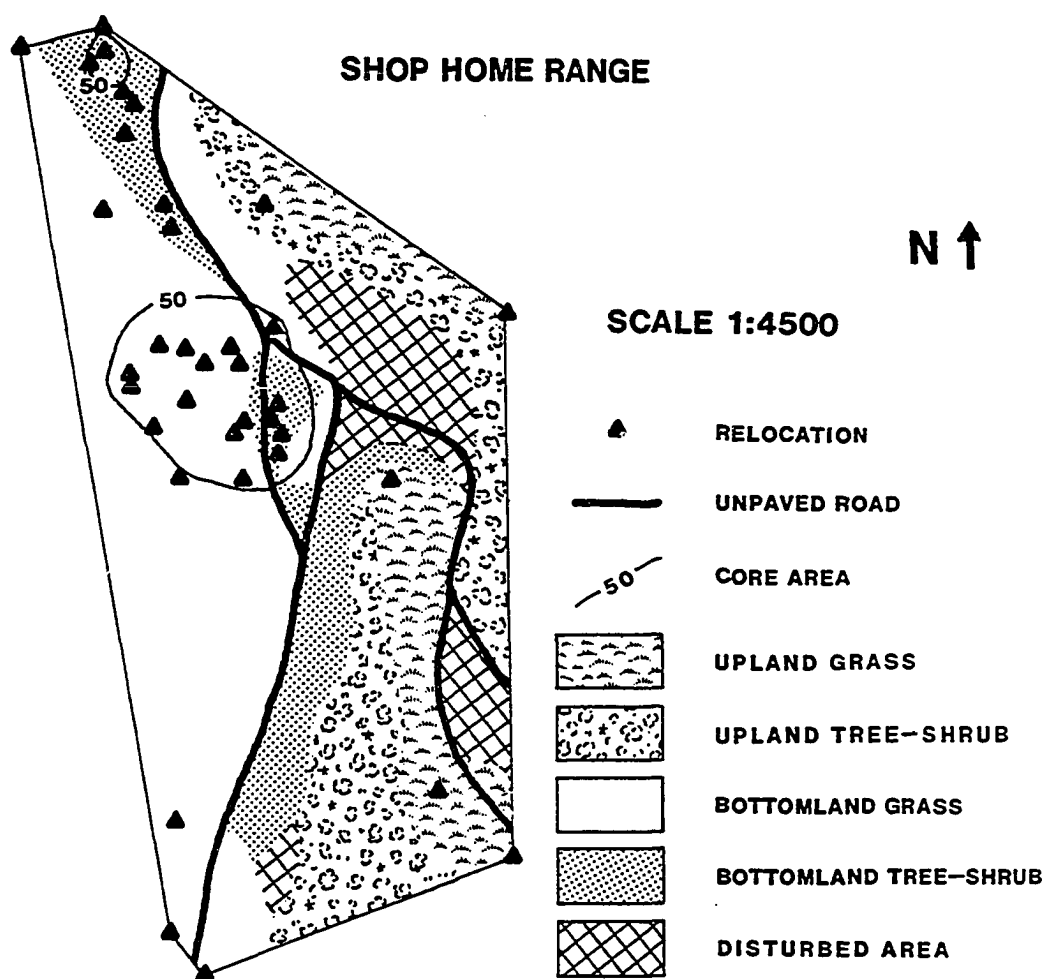 SHOP HOME RANGE
50
N
50
SCALE 1:4500
RELOCATION
UNPAVED ROAD
50
CORE AREA
UPLAND GRASS
UPLAND TREE-SHRUB
BOTTOMLAND GRASS
BOTTOMLAND TREE-SHRUB
DISTURBED AREA